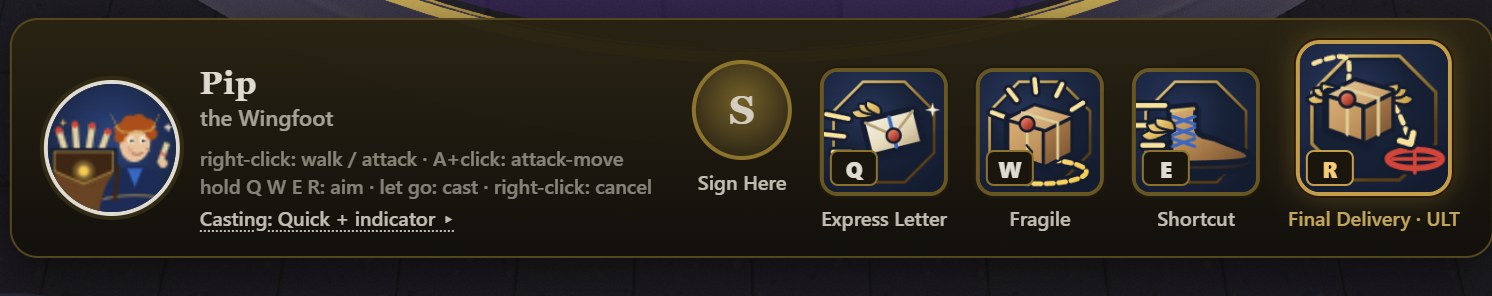 Pip
the Wingfoot
right-click: walk / attack · A+click: attack-move
hold Q W E R: aim · let go: cast · right-click: cancel
Casting: Quick + indicator ▸
S
Sign Here
Q
Express Letter
W
Fragile
E
Shortcut
R
Final Delivery · ULT